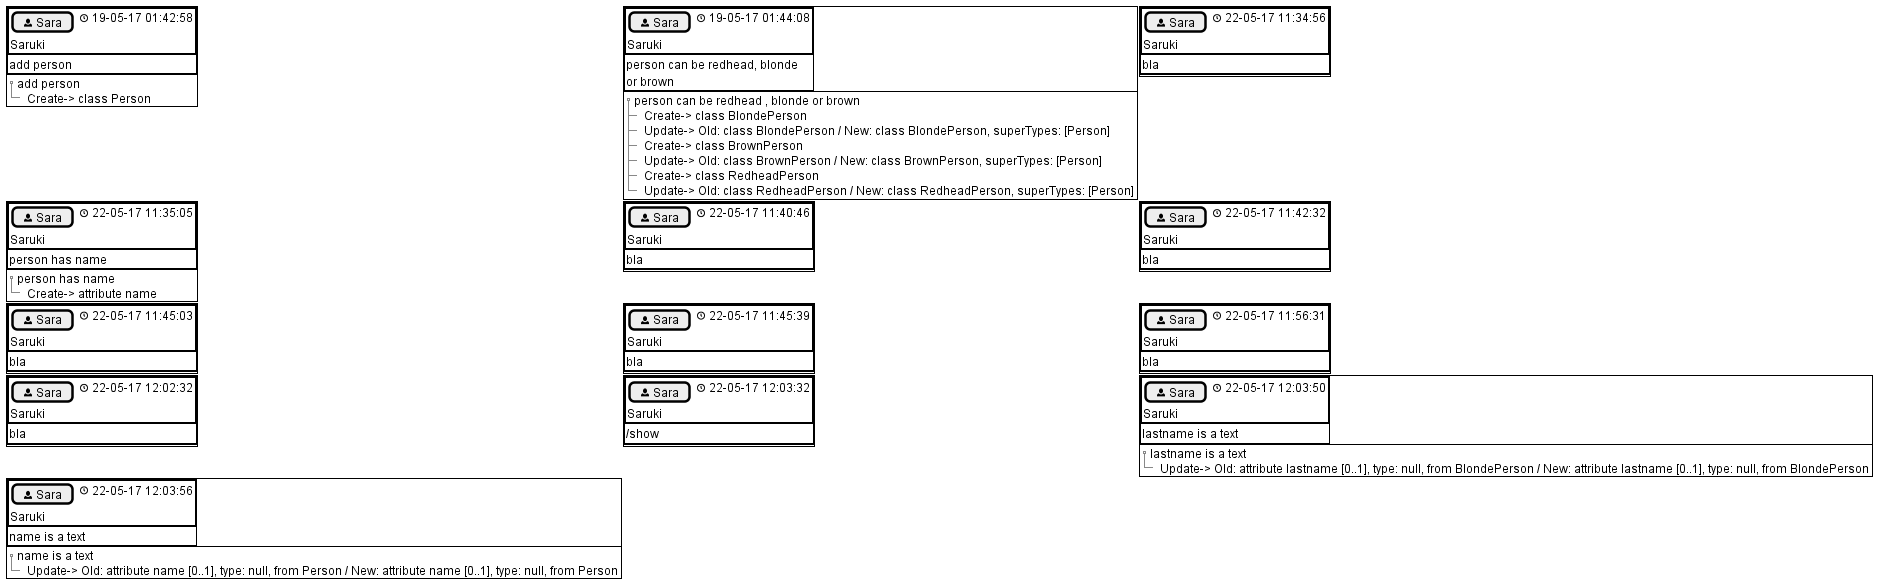 Sara 19-05-17 01:42:58
Saruki
add person
add person
Create-> class Person
Sara 19-05-17 01:44:08
Saruki
person can be redhead, blonde
or brown
person can be redhead , blonde or brown
Create-> class BlondePerson
Update-> Old: class BlondePerson / New: class BlondePerson, superTypes: [Person]
Create-> class BrownPerson
Update-> Old: class BrownPerson / New: class BrownPerson, superTypes: [Person]
Create-> class RedheadPerson
Update-> Old: class RedheadPerson / New: class RedheadPerson, superTypes: [Person]
Sara 22-05-17 11:34:56
Saruki
bla
Sara 22-05-17 11:35:05
Saruki
person has name
person has name
Create-> attribute name
Sara 22-05-17 11:40:46
Saruki
bla
Sara 22-05-17 11:42:32
Saruki
bla
Sara 22-05-17 11:45:03
Saruki
bla
Sara 22-05-17 11:45:39
Saruki
bla
Sara 22-05-17 11:56:31
Saruki
bla
Sara 22-05-17 12:02:32
Saruki
bla
Sara 22-05-17 12:03:32
Saruki
/show
Sara 22-05-17 12:03:50
Saruki
lastname is a text
lastname is a text
Update-> Old: attribute lastname [0..1], type: null, from BlondePerson / New: attribute lastname [0..1], type: null, from BlondePerson
Sara 22-05-17 12:03:56
Saruki
name is a text
name is a text
Update-> Old: attribute name [0..1], type: null, from Person / New: attribute name [0..1], type: null, from Person